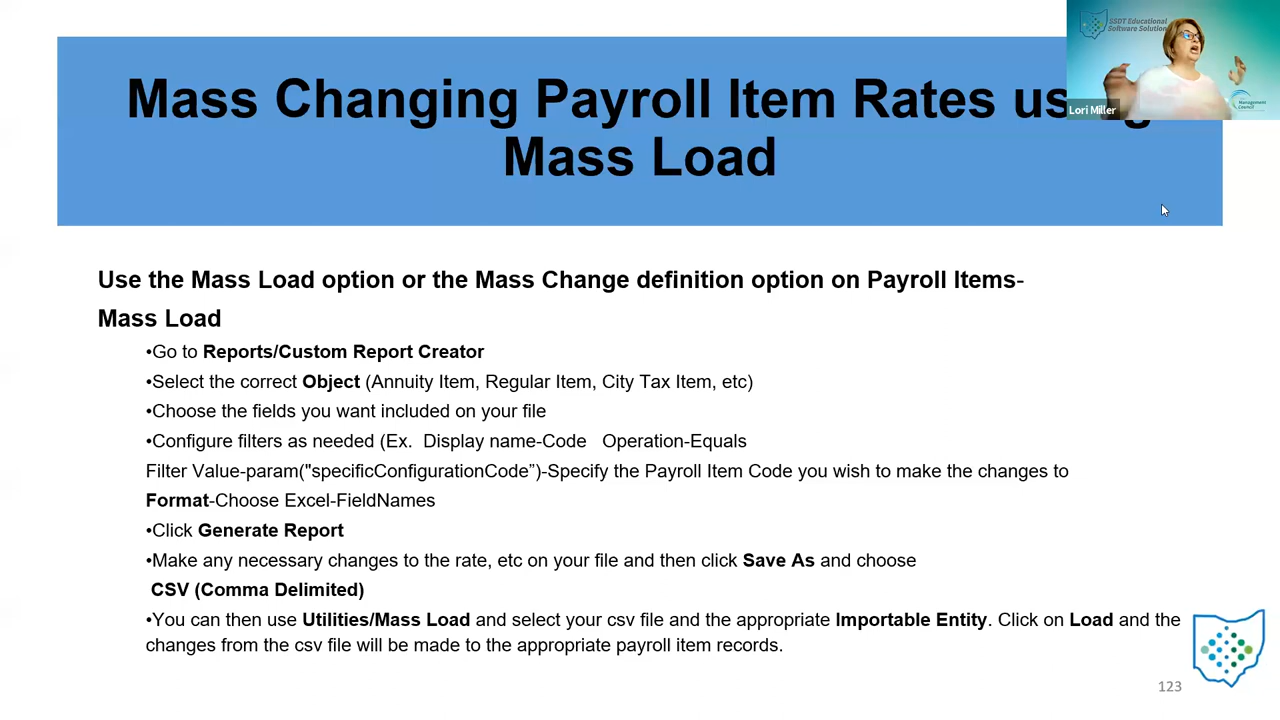 SSDT Educational
Software Solution
Management
Council
Lori Miller
Mass Changing Payroll Item Rates using
Mass Load
Use the Mass Load option or the Mass Change definition option on Payroll Items-
Mass Load
•Go to Reports/Custom Report Creator
•Select the correct Object (Annuity Item, Regular Item, City Tax Item, etc)
•Choose the fields you want included on your file
•Configure filters as needed (Ex.  Display name-Code   Operation-Equals
Filter Value-param("specificConfigurationCode”)-Specify the Payroll Item Code you wish to make the changes to
Format-Choose Excel-FieldNames
•Click Generate Report
•Make any necessary changes to the rate, etc on your file and then click Save As and choose
CSV (Comma Delimited)
•You can then use Utilities/Mass Load and select your csv file and the appropriate Importable Entity. Click on Load and the
changes from the csv file will be made to the appropriate payroll item records.
123